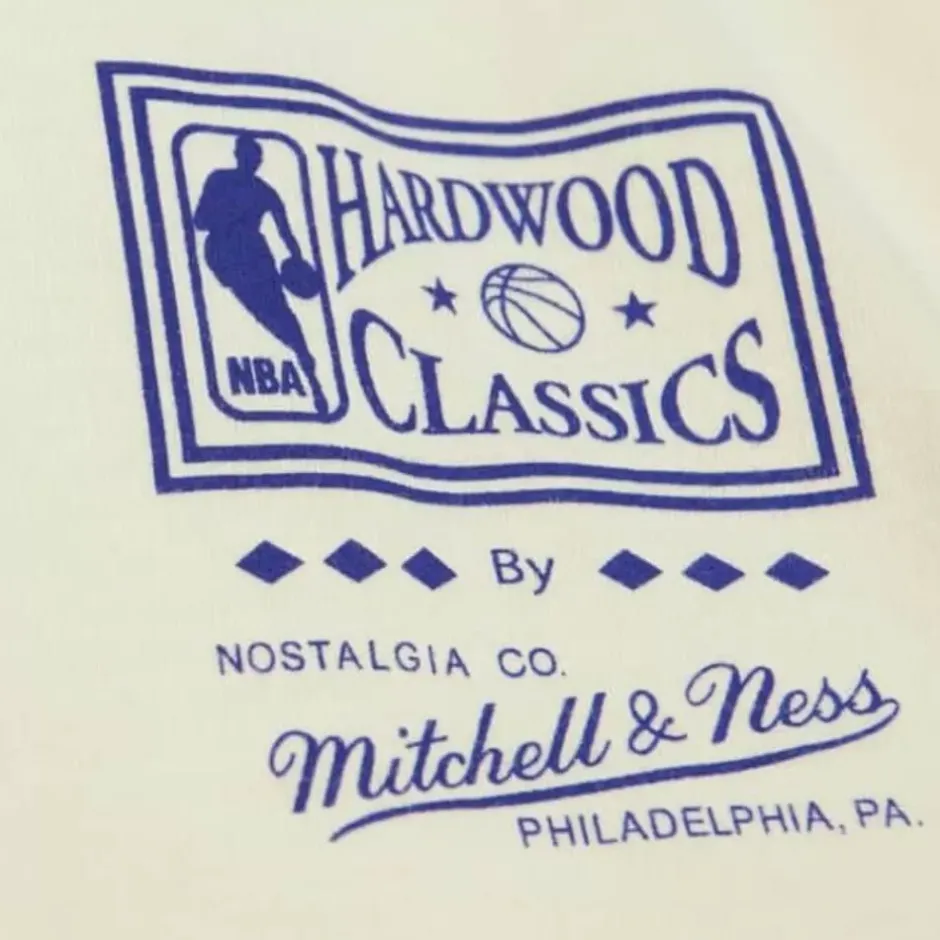 HARDWOOD
CLASSICS
NBA
By
NOSTALGIA CO.
Mitchell & Ness
PHILADELPHIA, PA.